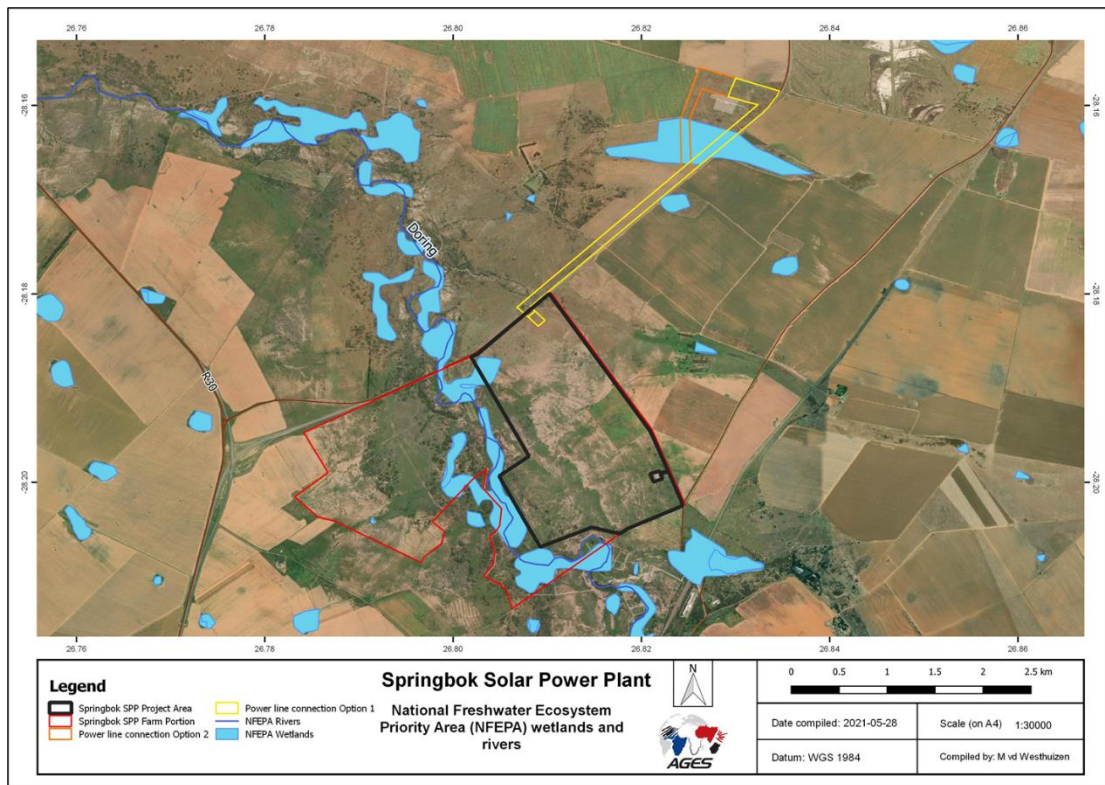 26.76 26.78 26.80 26.82 26.84 26.86
-28.16 -28.16
Doring
-28.18 -28.18
R30
-28.20 -28.20
26.76 26.78 26.80 26.82 26.84 26.86
Legend
Springbok SPP Project Area
Springbok SPP Farm Portion
Power line connection Option 2
Power line connection Option 1
NFEPA Rivers
NFEPA Wetlands
Springbok Solar Power Plant
National Freshwater Ecosystem
Priority Area (NFEPA) wetlands and
rivers
N
AGES
0 0.5 1 1.5 2 2.5 km
Date compiled: 2021-05-28
Scale (on A4) 1:30000
Datum: WGS 1984
Compiled by: M vd Westhuizen